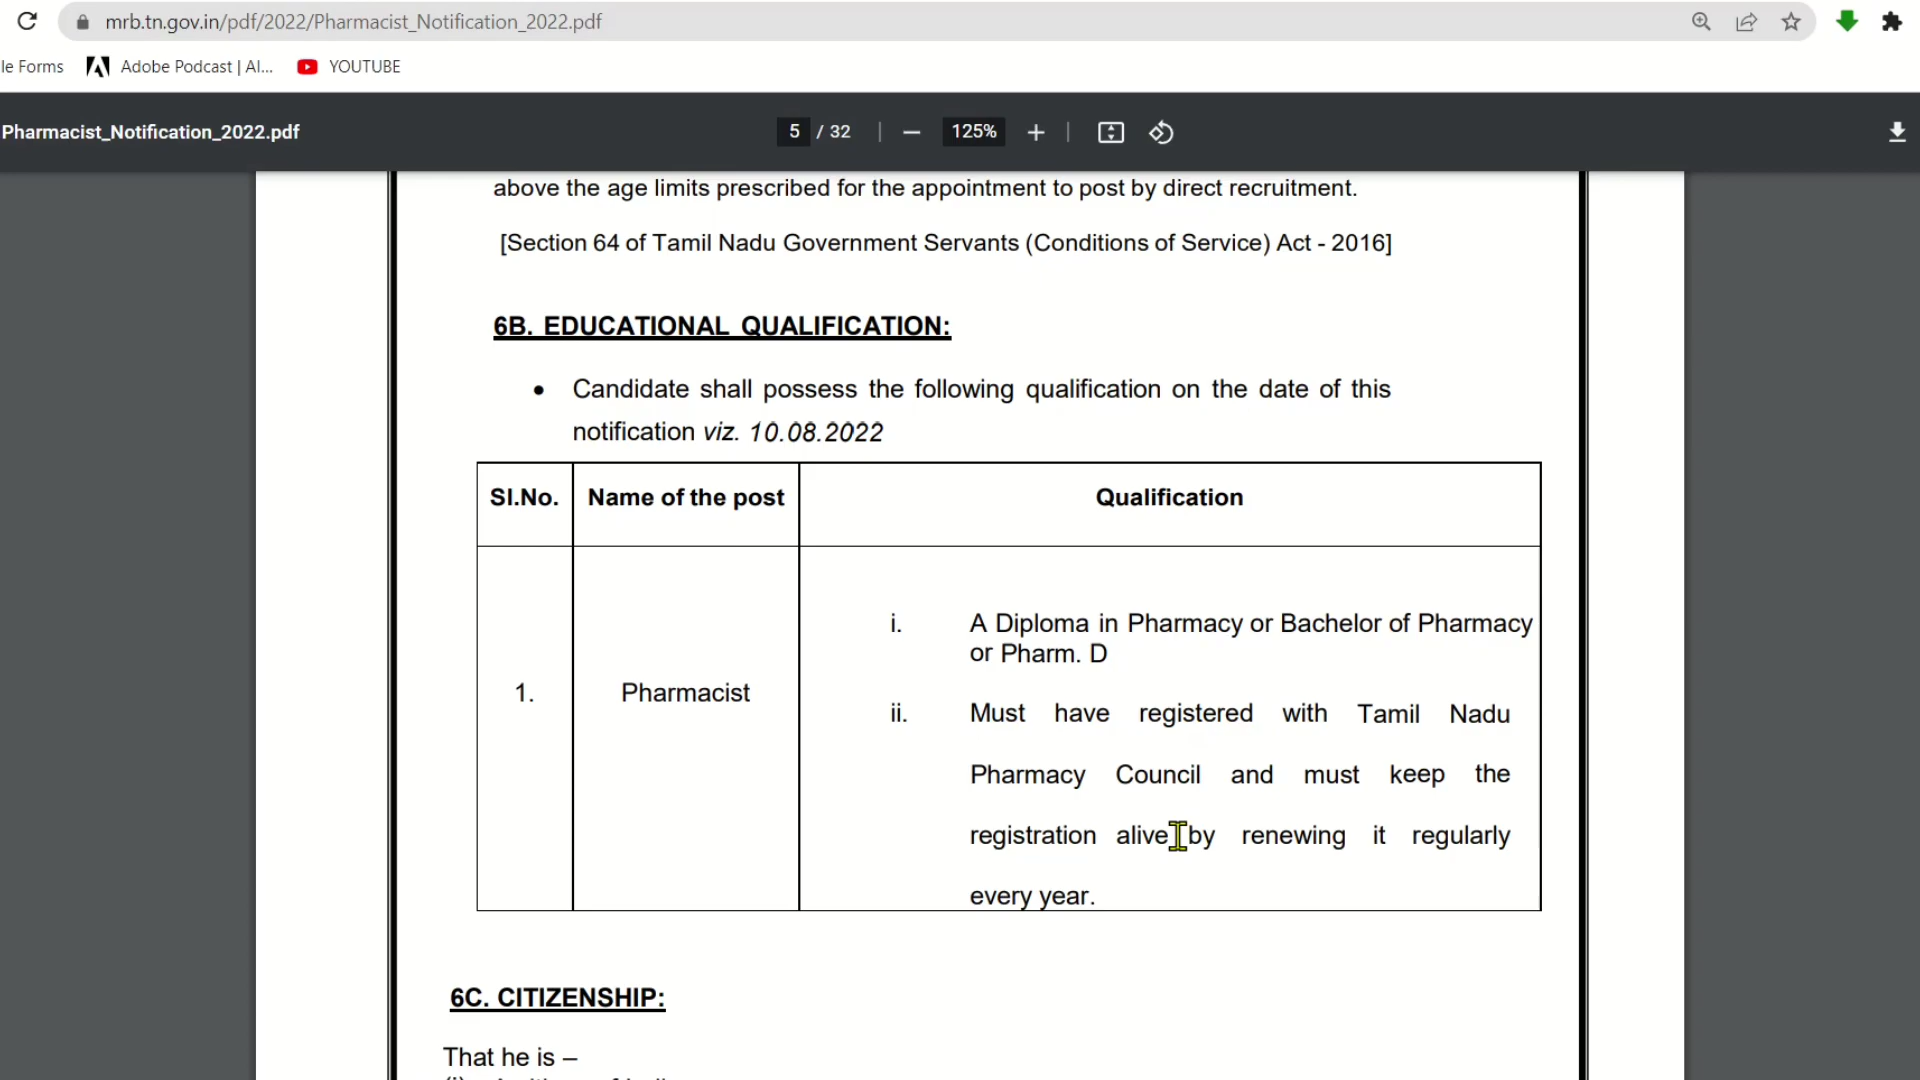 mrb.tn.gov.in/pdf/2022/Pharmacist_Notification_2022.pdf
le Forms Adobe Podcast | AI... YOUTUBE
Pharmacist_Notification_2022.pdf 5 / 32 125%
above the age limits prescribed for the appointment to post by direct recruitment.
[Section 64 of Tamil Nadu Government Servants (Conditions of Service) Act - 2016]
6B. EDUCATIONAL QUALIFICATION:
• Candidate shall possess the following qualification on the date of this
notification viz. 10.08.2022
Sl.No. Name of the post Qualification
i. A Diploma in Pharmacy or Bachelor of Pharmacy
or Pharm. D
1. Pharmacist
ii. Must have registered with Tamil Nadu
Pharmacy Council and must keep the
registration alive by renewing it regularly
every year.
6C. CITIZENSHIP:
That he is –